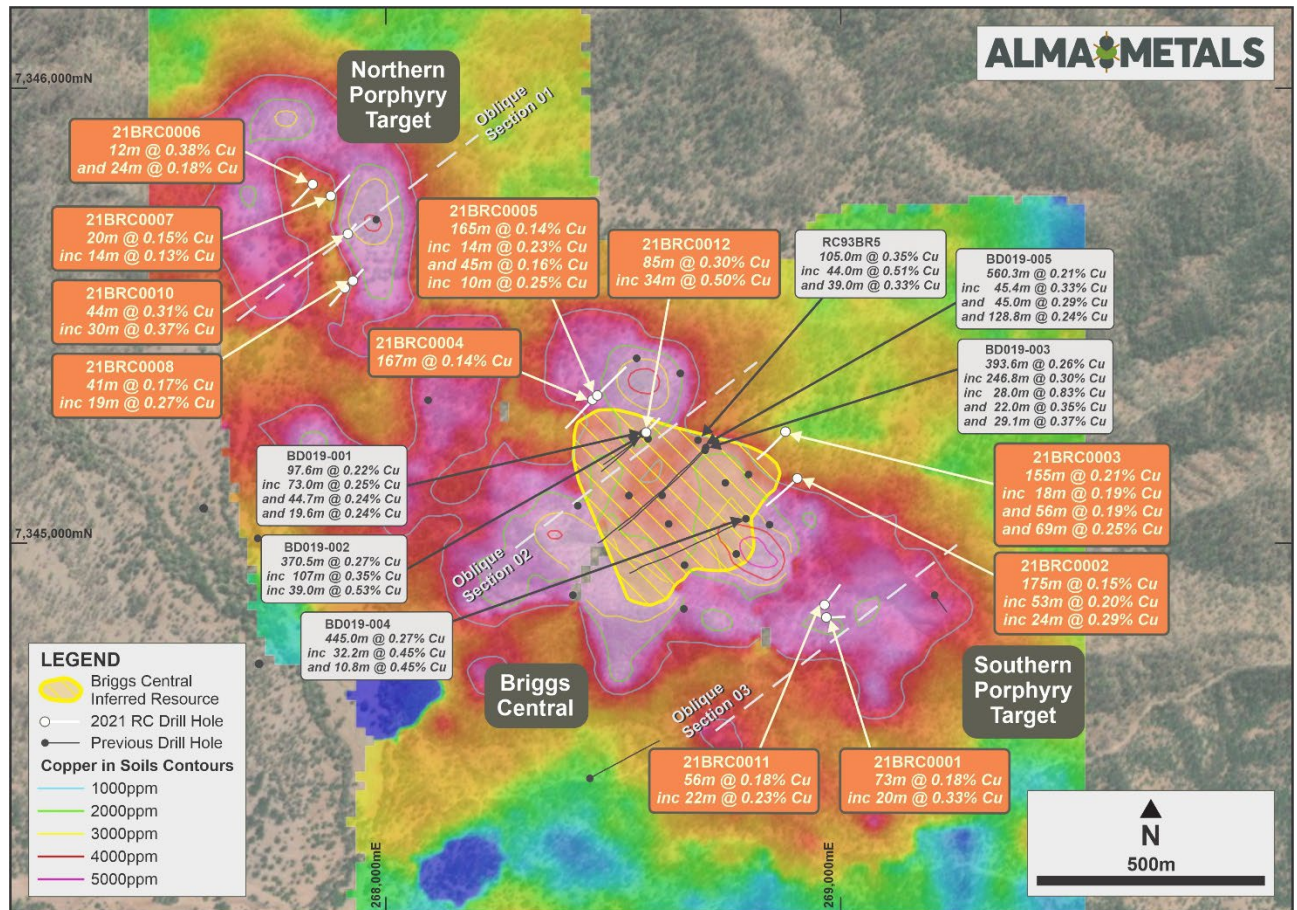 ALMA METALS
7,346,000mN
Northern
Porphyry
Target
Oblique
Section 01
21BRC0006
12m @ 0.38% Cu
and 24m @ 0.18% Cu
21BRC0007
20m @ 0.15% Cu
inc 14m @ 0.13% Cu
21BRC0010
44m @ 0.31% Cu
inc 30m @ 0.37% Cu
21BRC0008
41m @ 0.17% Cu
inc 19m @ 0.27% Cu
21BRC0005
165m @ 0.14% Cu
inc 14m @ 0.23% Cu
and 45m @ 0.16% Cu
inc 10m @ 0.25% Cu
21BRC0012
85m @ 0.30% Cu
inc 34m @ 0.50% Cu
RC93BR5
105.0m @ 0.35% Cu
inc 44.0m @ 0.51% Cu
and 39.0m @ 0.33% Cu
BD019-005
560.3m @ 0.21% Cu
inc 45.4m @ 0.33% Cu
and 45.0m @ 0.29% Cu
and 128.8m @ 0.24% Cu
21BRC0004
167m @ 0.14% Cu
BD019-003
393.6m @ 0.26% Cu
inc 246.8m @ 0.30% Cu
inc 28.0m @ 0.83% Cu
and 22.0m @ 0.35% Cu
and 29.1m @ 0.37% Cu
BD019-001
97.6m @ 0.22% Cu
inc 73.0m @ 0.25% Cu
and 44.7m @ 0.24% Cu
and 19.6m @ 0.24% Cu
21BRC0003
155m @ 0.21% Cu
inc 18m @ 0.19% Cu
and 56m @ 0.19% Cu
and 69m @ 0.25% Cu
7,345,000mN
BD019-002
370.5m @ 0.27% Cu
inc 107m @ 0.35% Cu
inc 39.0m @ 0.53% Cu
Oblique
Section 02
21BRC0002
175m @ 0.15% Cu
inc 53m @ 0.20% Cu
inc 24m @ 0.29% Cu
BD019-004
445.0m @ 0.27% Cu
inc 32.2m @ 0.45% Cu
and 10.8m @ 0.45% Cu
Briggs
Central
Southern
Porphyry
Target
Oblique
Section 03
21BRC0011
56m @ 0.18% Cu
inc 22m @ 0.23% Cu
21BRC0001
73m @ 0.18% Cu
inc 20m @ 0.33% Cu
LEGEND
Briggs Central
Inferred Resource
2021 RC Drill Hole
Previous Drill Hole
Copper in Soils Contours
1000ppm
2000ppm
3000ppm
4000ppm
5000ppm
268,000mE
269,000mE
N
500m